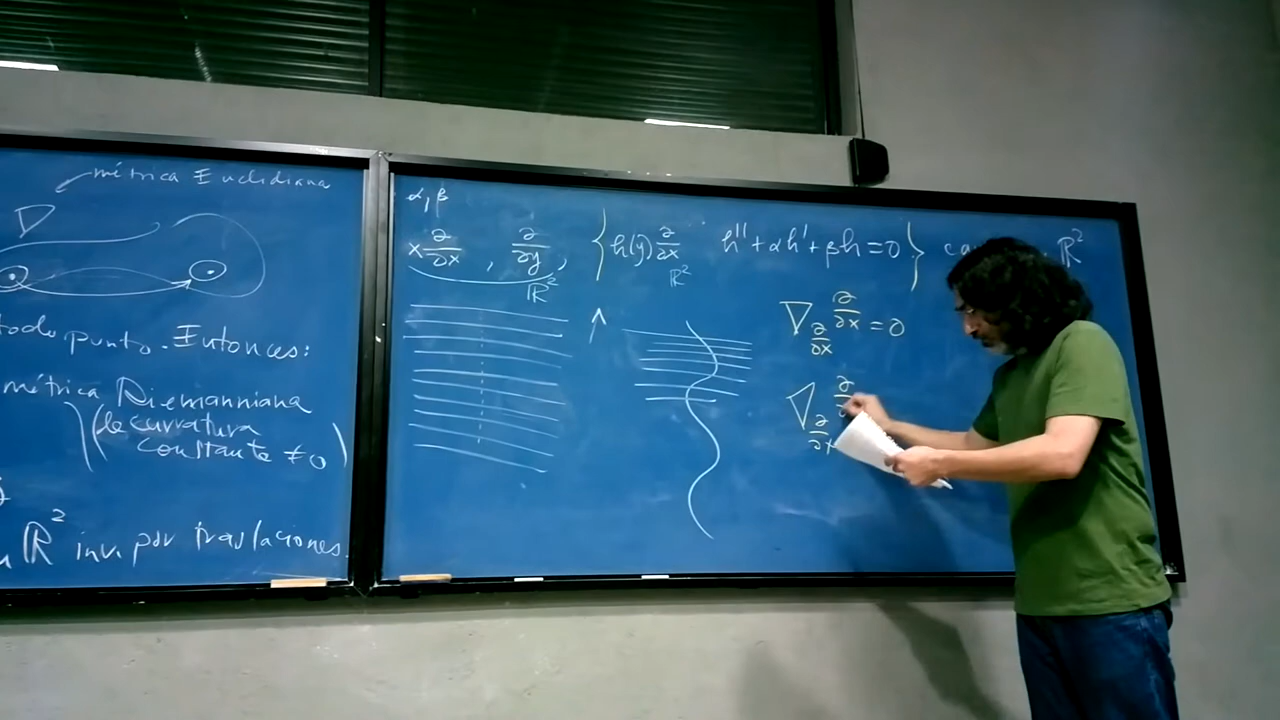 métrica Euclidiana
∇
todo punto. Entonces:
métrica Riemanniana
(de curvatura
constante ≠ 0)
ℝ² inv. por traslaciones.
α, β
x ∂/∂x , ∂/∂y , { h(y) ∂/∂x h'' + αh' + βh = 0 }
ℝ² ℝ² ℝ²
∇_{∂/∂x} ∂/∂x = 0
∇_{∂/∂x}